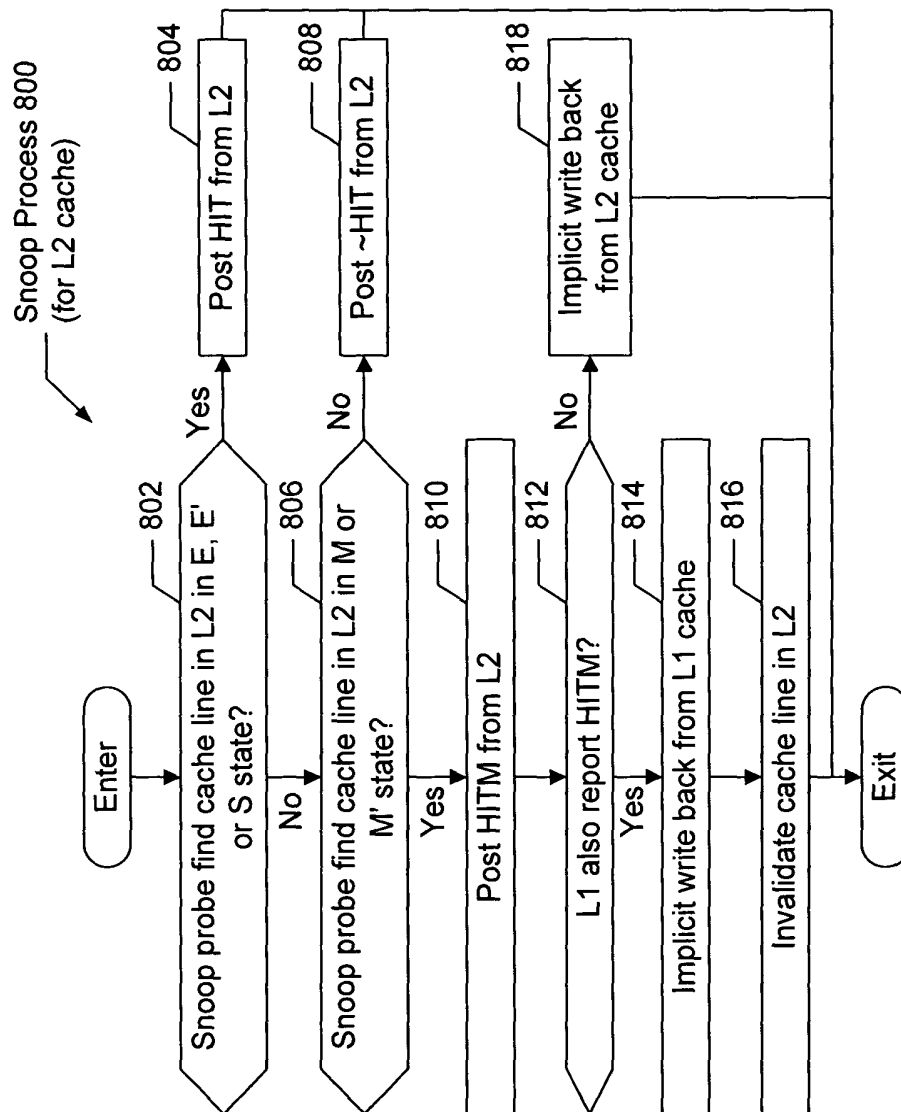 Snoop Process 800
(for L2 cache)
Enter
802
Snoop probe find cache line in L2 in E, E'
or S state?
Yes
804
Post HIT from L2
No
806
Snoop probe find cache line in L2 in M or
M' state?
No
808
Post ~HIT from L2
Yes
810
Post HITM from L2
812
L1 also report HITM?
No
818
Implicit write back
from L2 cache
Yes
814
Implicit write back from L1 cache
816
Invalidate cache line in L2
Exit